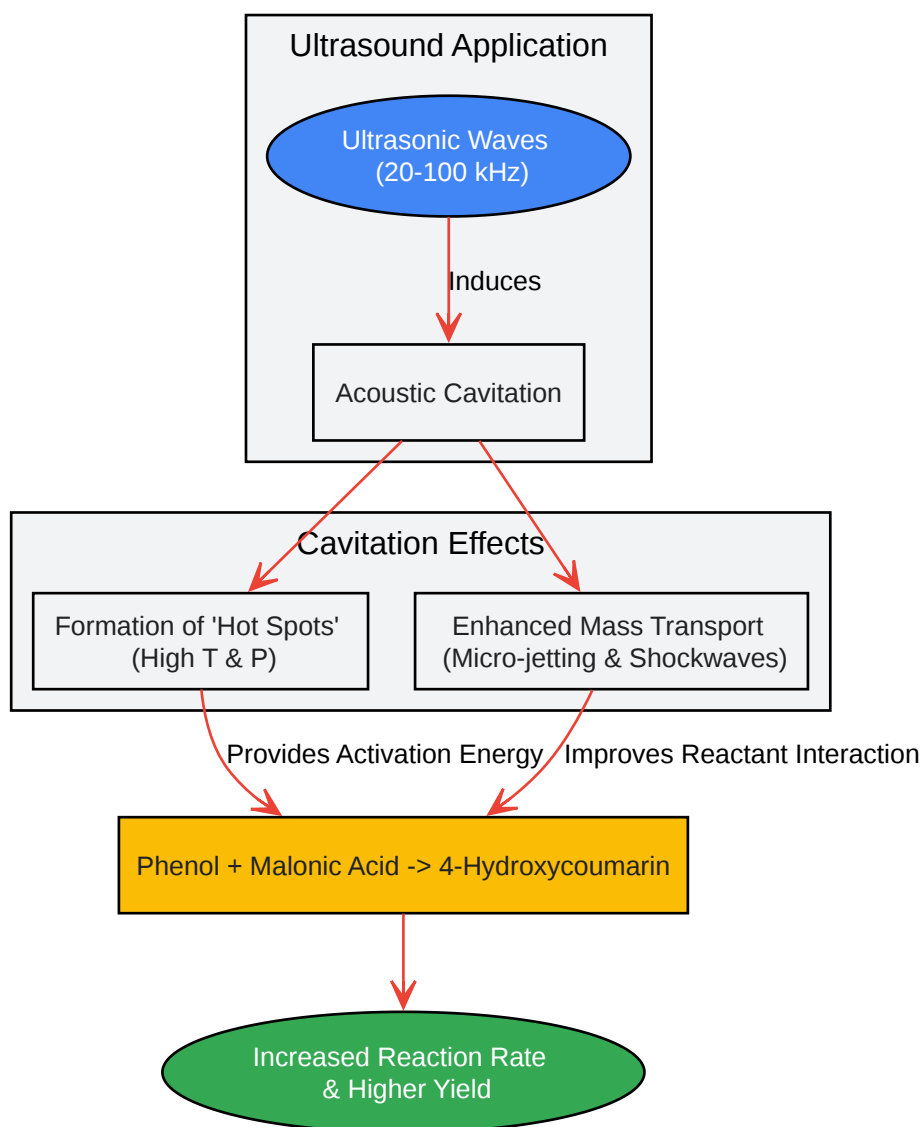 Ultrasound Application
Ultrasonic Waves
(20-100 kHz)
Induces
Acoustic Cavitation
Cavitation Effects
Formation of 'Hot Spots'
(High T & P)
Enhanced Mass Transport
(Micro-jetting & Shockwaves)
Provides Activation Energy
Improves Reactant Interaction
Phenol + Malonic Acid -> 4-Hydroxycoumarin
Increased Reaction Rate
& Higher Yield